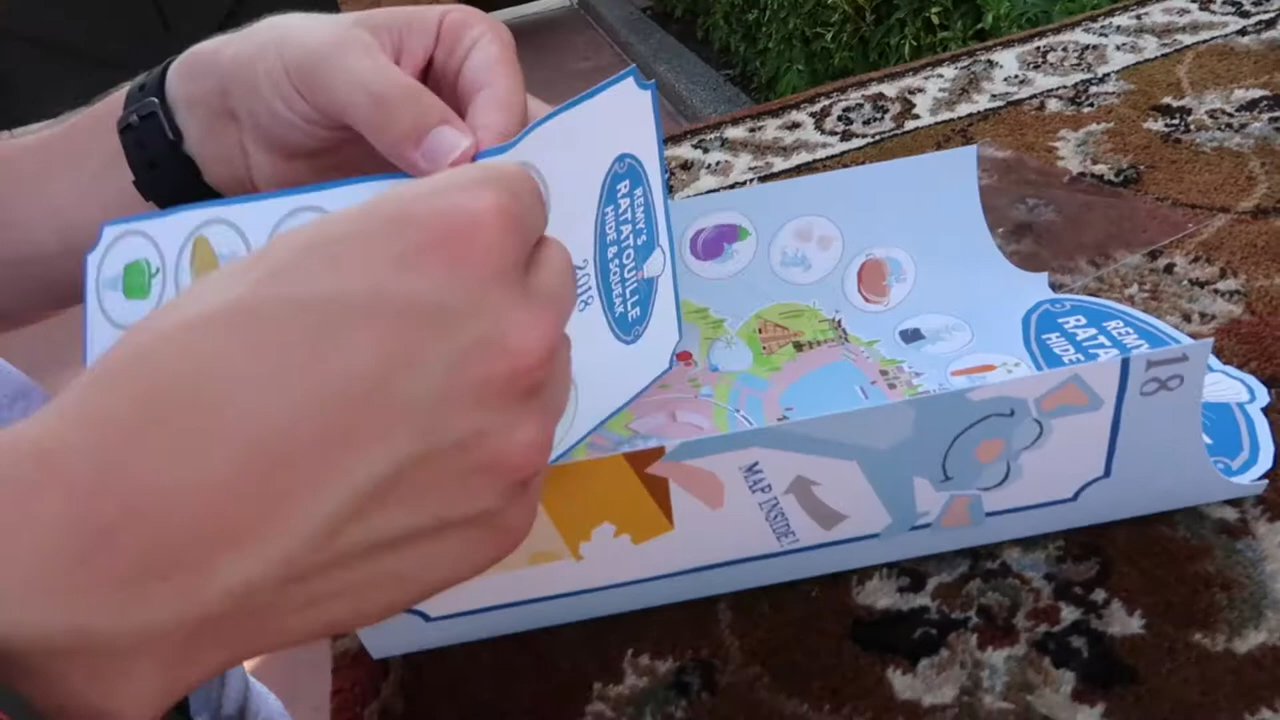 REMY'S
RATATOUILLE
HIDE & SQUEAK
2018
REMY
RATA
HIDE
18
MAP INSIDE!